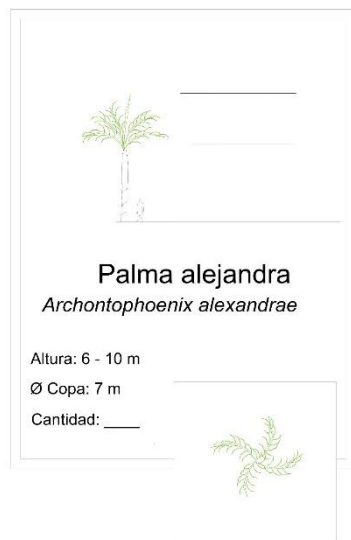 Palma alejandra
Archontophoenix alexandrae
Altura: 6 - 10 m
Ø Copa: 7 m
Cantidad: ____